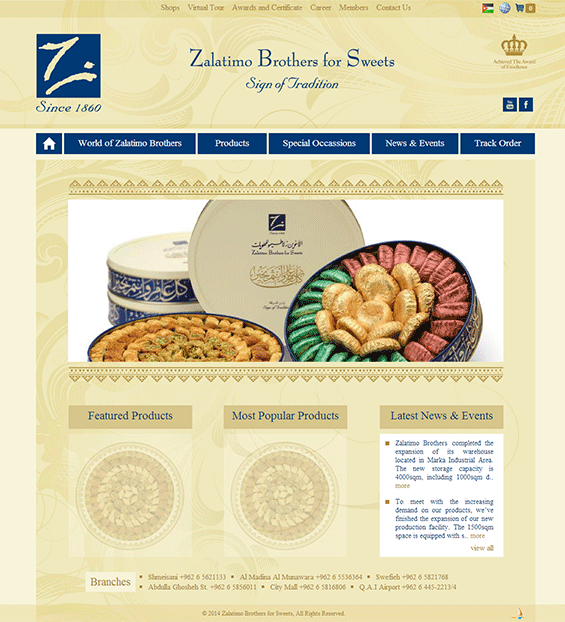 Shops Virtual Tour Awards and Certificate Career Members Contact Us 0
Zalatimo Brothers for Sweets
Sign of Tradition
Since 1860
Achieved The Award
of Excellence
You
f
World of Zalatimo Brothers Products Special Occassions News & Events Track Order
Zalatimo Brothers for Sweets
Sign of Tradition
Featured Products
Most Popular Products
Latest News & Events
Zalatimo Brothers completed the
expansion of its warehouse
located in Marka Industrial Area.
The new storage capacity is
4000sqm, including 1000sqm d..
more
To meet with the increasing
demand on our products, we've
finished the expansion of our new
production facility. The 1500sqm
space is equipped with s.. more
view all
Branches
Shmeisani +962 6 5621133 Al Madina Al Munawara +962 6 5536364 Swefieh +962 6 5821768
Abdulla Ghosheh St. +962 6 5856011 City Mall +962 6 5816806 Q.A.I Airport +962 6 445-2213/4
© 2014 Zalatimo Brothers for Sweets, All Rights Reserved.